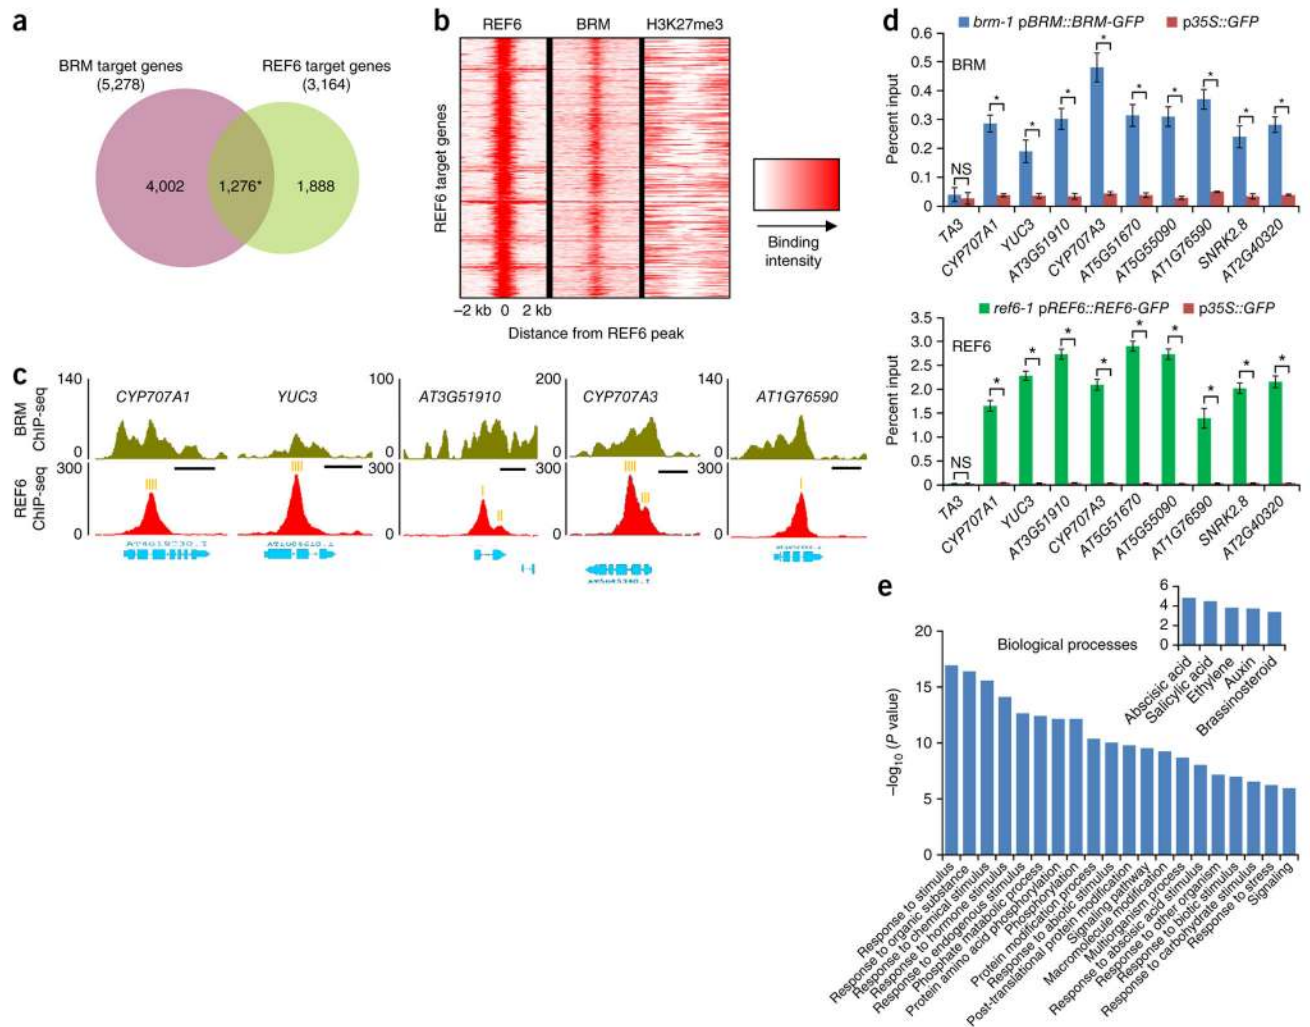 a
BRM target genes
(5,278)
REF6 target genes
(3,164)
4,002
1,276*
1,888
b
REF6 BRM H3K27me3
REF6 target genes
–2 kb 0 2 kb
Distance from REF6 peak
Binding
intensity
c
BRM
ChIP-seq
REF6
ChIP-seq
140
0
300
0
CYP707A1
YUC3
100
0
300
0
AT3G51910
200
0
300
0
CYP707A3
140
0
300
0
AT1G76590
d
brm-1 pBRM::BRM-GFP p35S::GFP
BRM
Percent input
0.6
0.5
0.4
0.3
0.2
0.1
0
NS * * * * * * * * *
TA3
CYP707A1
YUC3
AT3G51910
CYP707A3
AT5G51670
AT5G55090
AT1G76590
SNRK2.8
AT2G40320
ref6-1 pREF6::REF6-GFP p35S::GFP
REF6
Percent input
3.5
3.0
2.5
2.0
1.5
1.0
0.5
0
NS * * * * * * * * *
TA3
CYP707A1
YUC3
AT3G51910
CYP707A3
AT5G51670
AT5G55090
AT1G76590
SNRK2.8
AT2G40320
e
Biological processes
–log10 (P value)
20
15
10
5
0
Response to stimulus
Response to organic substance
Response to chemical stimulus
Response to hormone stimulus
Response to endogenous stimulus
Phosphate metabolic process
Protein amino acid phosphorylation
Phosphorylation
Protein modification process
Response to abiotic stimulus
Post-translational protein modification
Signaling pathway
Macromolecule modification
Multiorganism process
Response to abscisic acid stimulus
Response to other organism
Response to biotic stimulus
Response to carbohydrate stimulus
Response to stress
Signaling
6
4
2
0
Abscisic acid
Salicylic acid
Ethylene
Auxin
Brassinosteroid